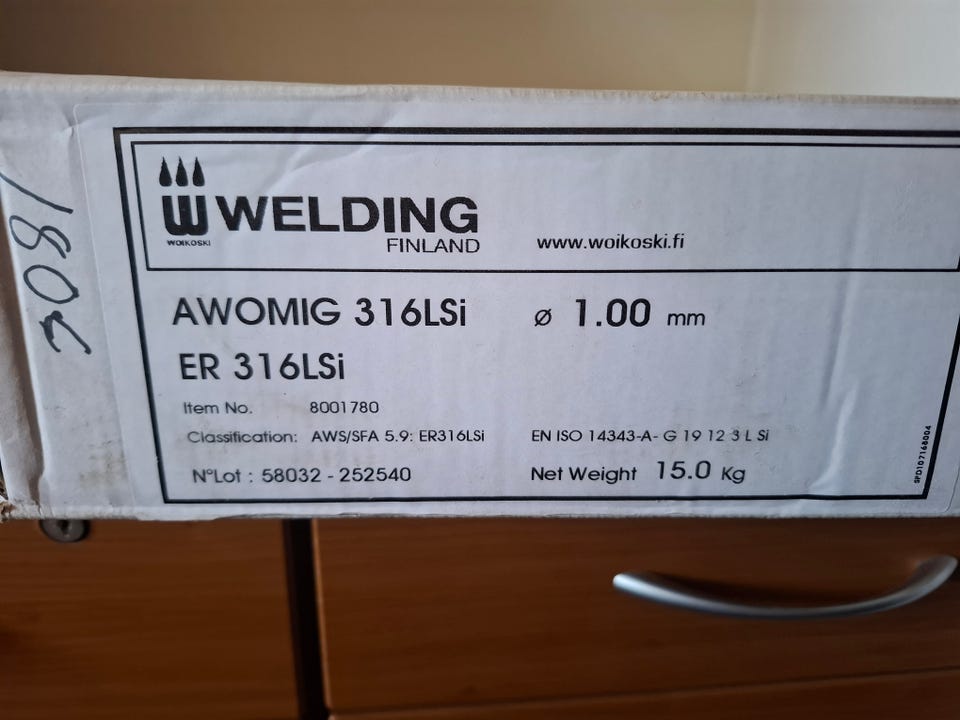 WELDING
WOIKOSKI
FINLAND
www.woikoski.fi
AWOMIG 316LSi ø 1.00 mm
ER 316LSi
Item No. 8001780
Classification: AWS/SFA 5.9: ER316LSi EN ISO 14343-A- G 19 12 3 L Si
N°Lot : 58032 - 252540 Net Weight 15.0 Kg
SPD107168004